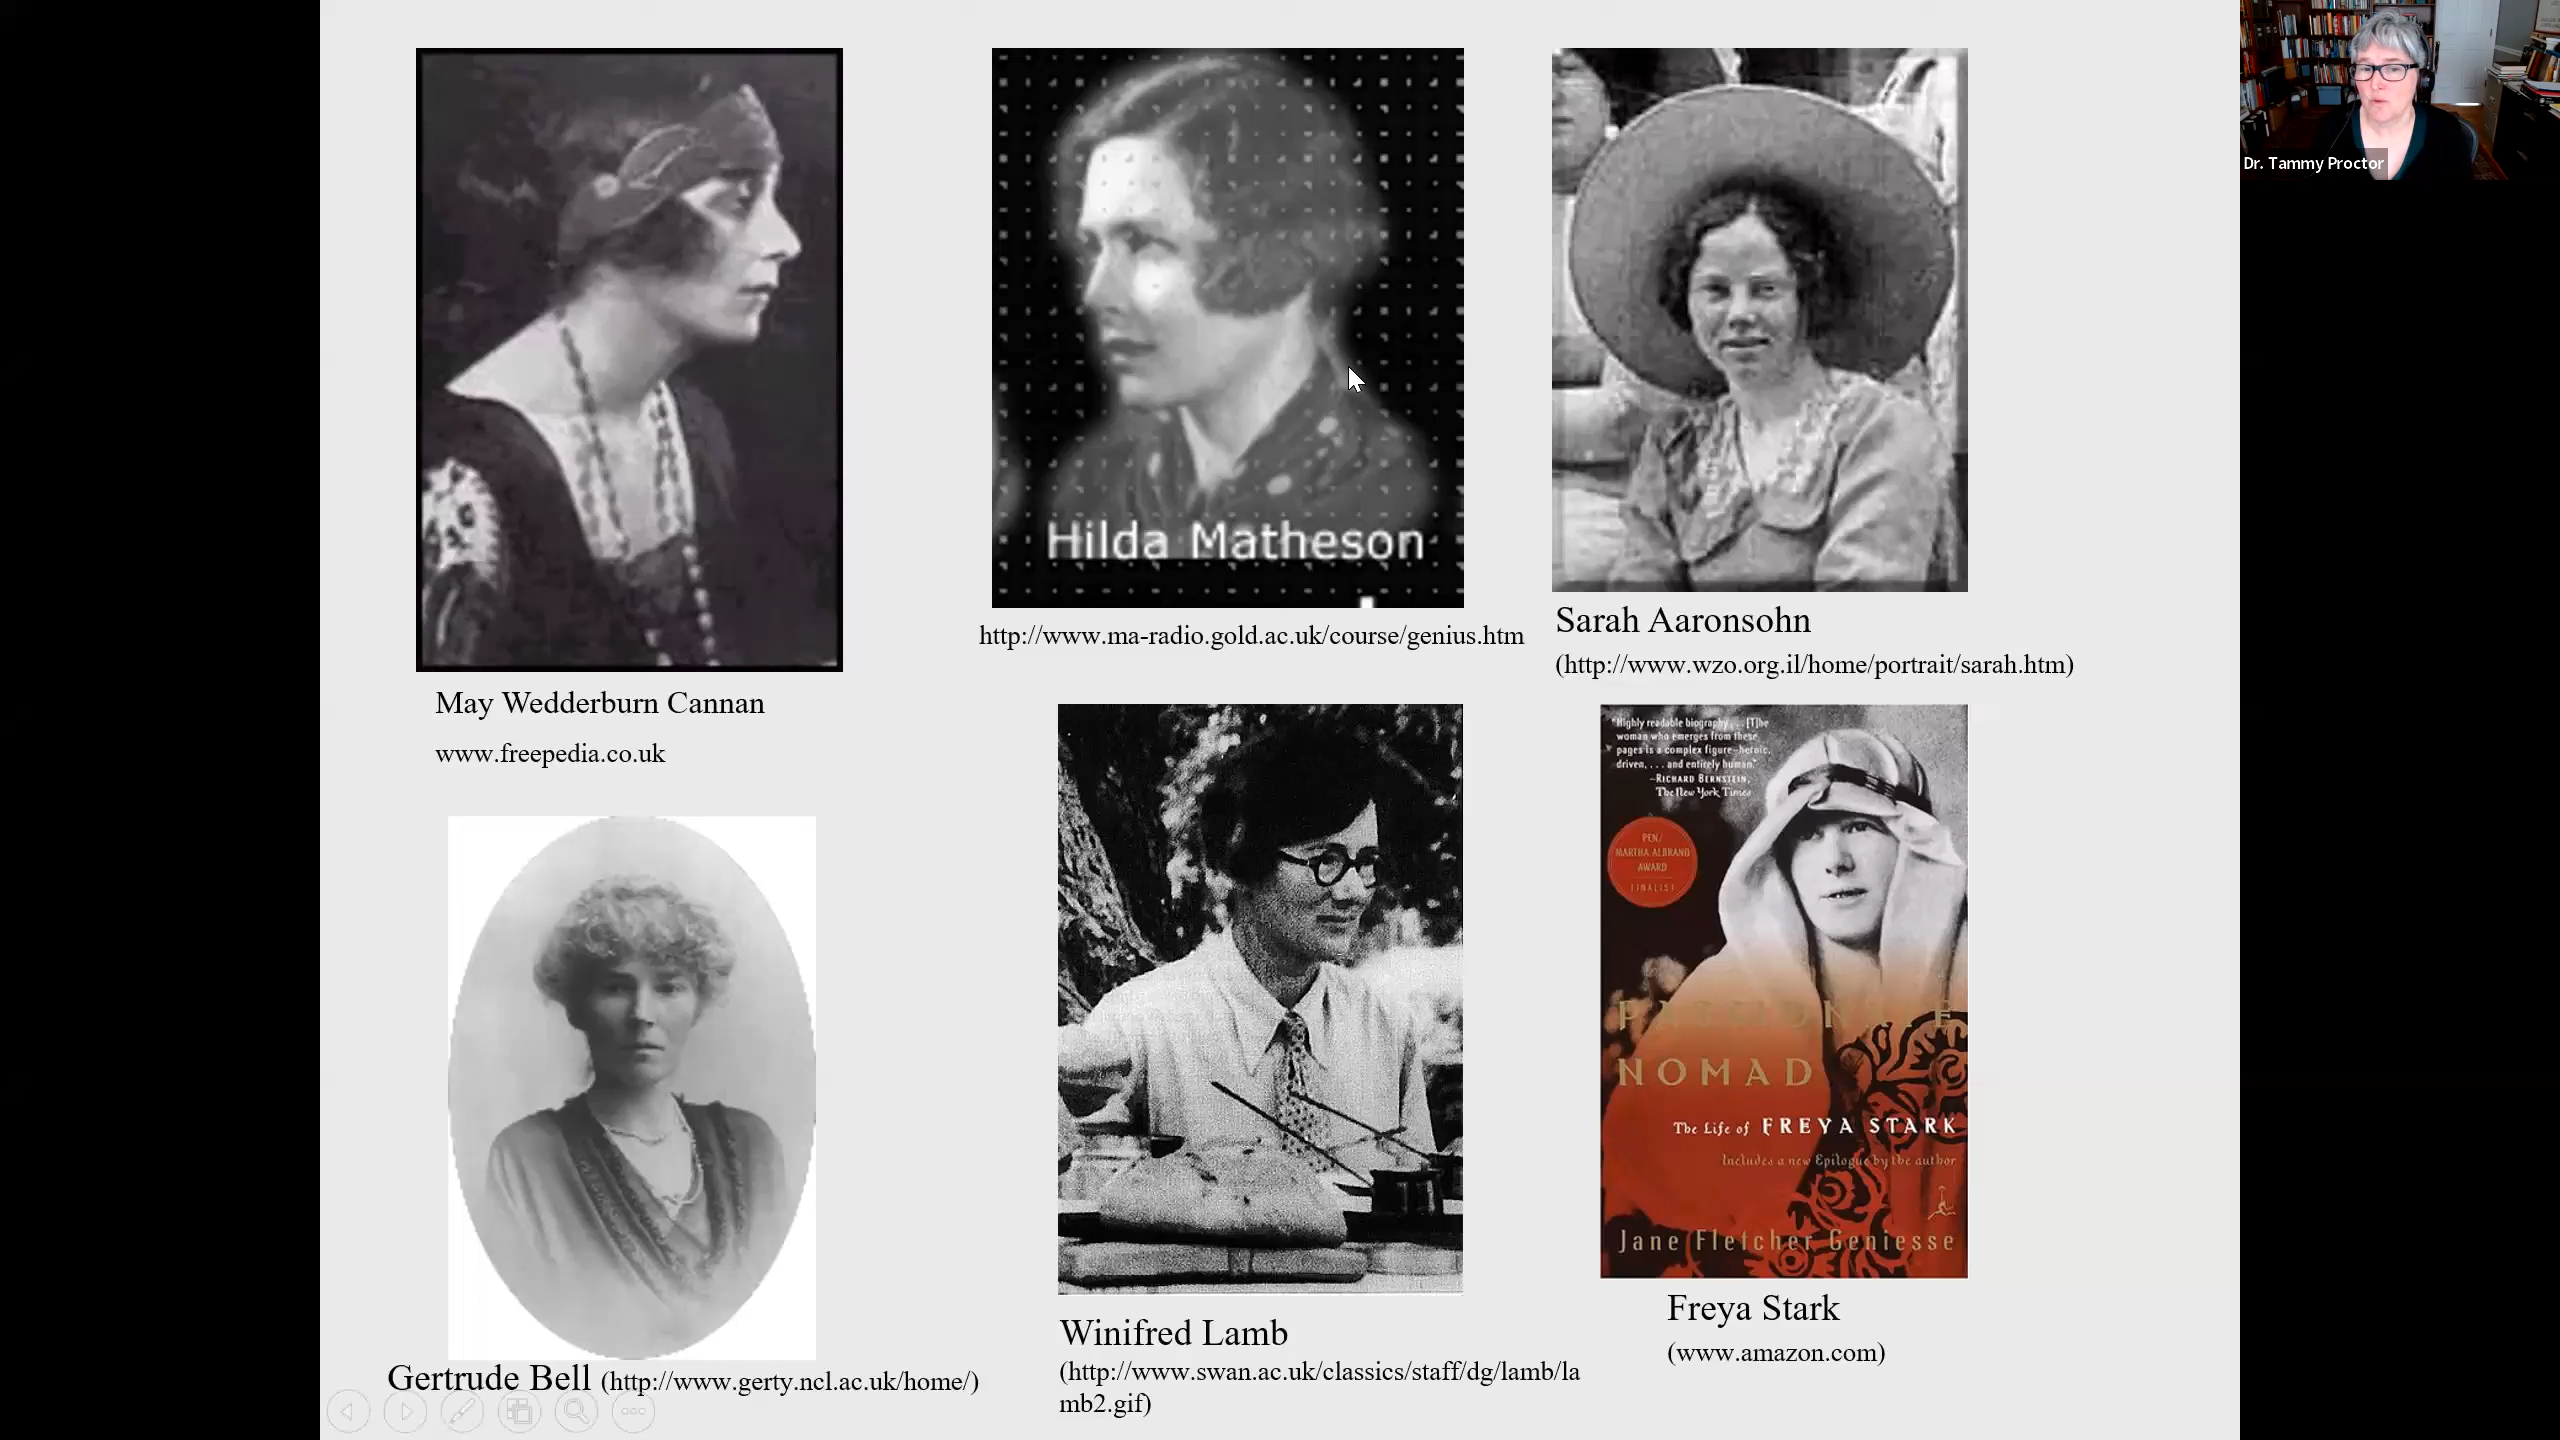 Dr. Tammy Proctor
May Wedderburn Cannan
www.freepedia.co.uk
Hilda Matheson
http://www.ma-radio.gold.ac.uk/course/genius.htm
Sarah Aaronsohn
(http://www.wzo.org.il/home/portrait/sarah.htm)
Gertrude Bell (http://www.gerty.ncl.ac.uk/home/)
Winifred Lamb
(http://www.swan.ac.uk/classics/staff/dg/lamb/la
mb2.gif)
"Highly readable biography . . . [T]he
woman who emerges from these
pages is a complex figure—heroic,
driven, . . . and entirely human."
—RICHARD BERNSTEIN,
The New York Times
PEN/
MARTHA ALBRAND
AWARD
FINALIST
PASSIONATE
NOMAD
The Life of FREYA STARK
Includes a new Epilogue by the author
Jane Fletcher Geniesse
Freya Stark
(www.amazon.com)